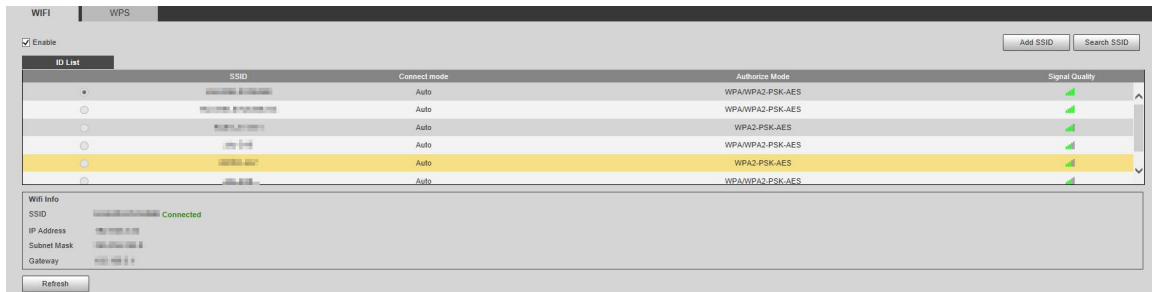 WIFI WPS
Enable Add SSID Search SSID
ID List
SSID Connect mode Authorize Mode Signal Quality
Auto WPA/WPA2-PSK-AES
Auto WPA/WPA2-PSK-AES
Auto WPA2-PSK-AES
Auto WPA/WPA2-PSK-AES
Auto WPA2-PSK-AES
Auto WPA/WPA2-PSK-AES
Wifi Info
SSID Connected
IP Address
Subnet Mask
Gateway
Refresh